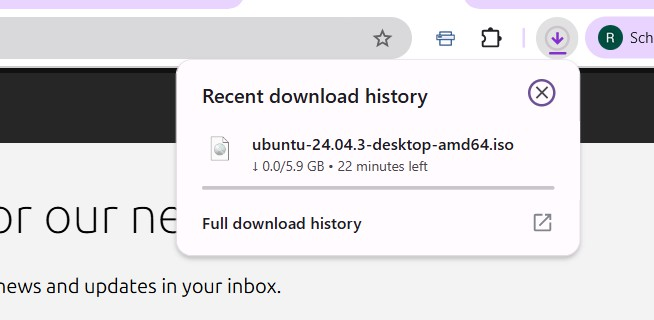 R Sch
Recent download history
ubuntu-24.04.3-desktop-amd64.iso
↓ 0.0/5.9 GB • 22 minutes left
Full download history
or our ne
news and updates in your inbox.